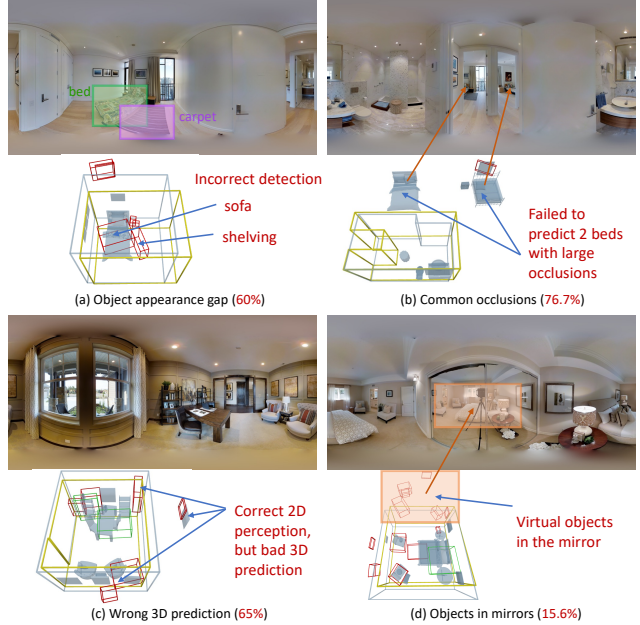 bed
carpet
Incorrect detection
sofa
shelving
(a) Object appearance gap (60%)
Failed to
predict 2 beds
with large
occlusions
(b) Common occlusions (76.7%)
Correct 2D
perception,
but bad 3D
prediction
(c) Wrong 3D prediction (65%)
Virtual objects
in the mirror
(d) Objects in mirrors (15.6%)